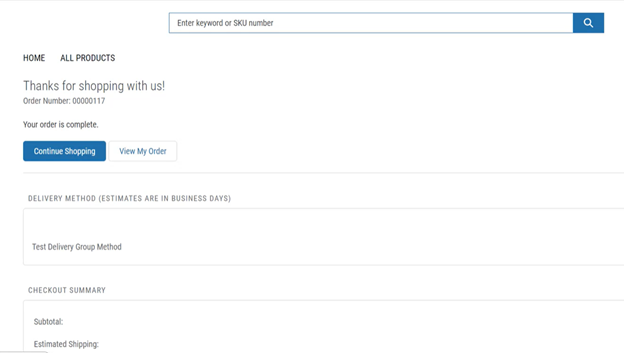 Enter keyword or SKU number
HOME ALL PRODUCTS
Thanks for shopping with us!
Order Number: 00000117
Your order is complete.
Continue Shopping View My Order
DELIVERY METHOD (ESTIMATES ARE IN BUSINESS DAYS)
Test Delivery Group Method
CHECKOUT SUMMARY
Subtotal:
Estimated Shipping: